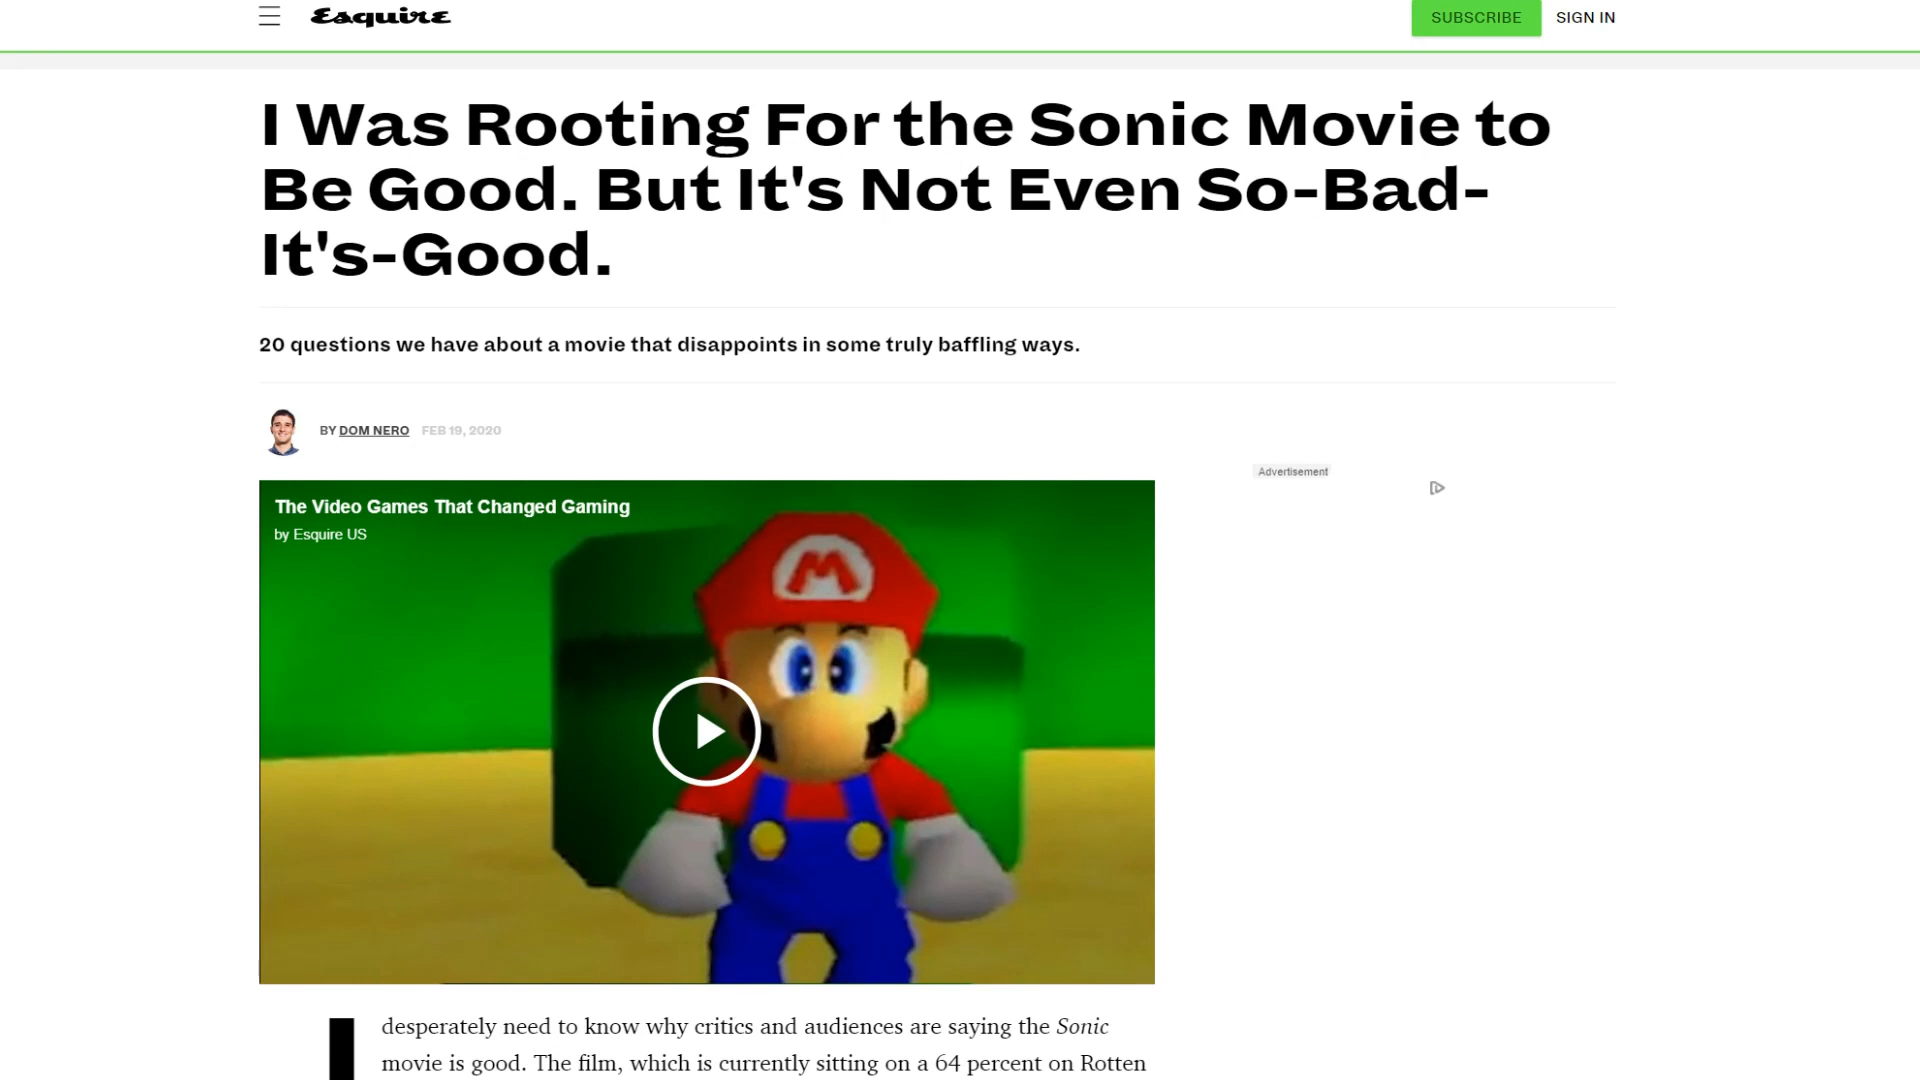 Esquire
SUBSCRIBE
SIGN IN
I Was Rooting For the Sonic Movie to
Be Good. But It's Not Even So-Bad-
It's-Good.
20 questions we have about a movie that disappoints in some truly baffling ways.
BY DOM NERO FEB 19, 2020
Advertisement
The Video Games That Changed Gaming
by Esquire US
M
I desperately need to know why critics and audiences are saying the Sonic
movie is good. The film, which is currently sitting on a 64 percent on Rotten